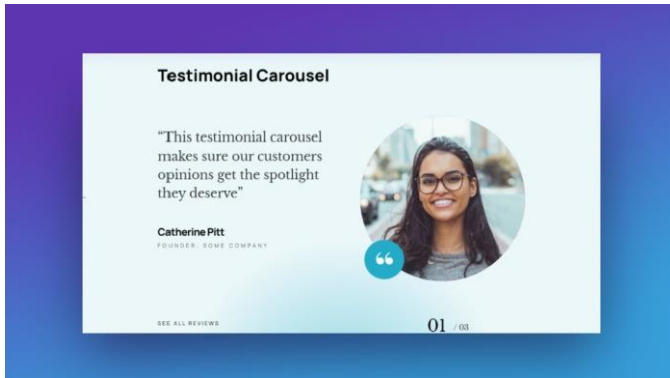 Testimonial Carousel
“This testimonial carousel
makes sure our customers
opinions get the spotlight
they deserve”
Catherine Pitt
FOUNDER, SOME COMPANY
SEE ALL REVIEWS
01 / 03